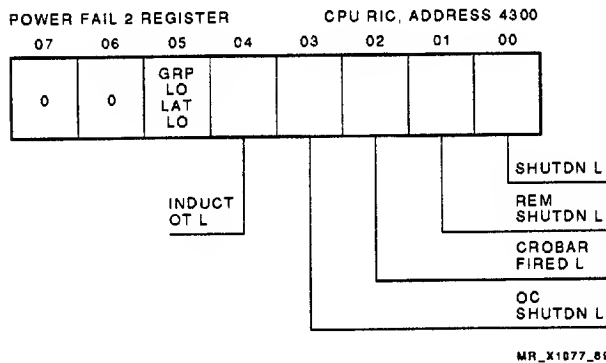 POWER FAIL 2 REGISTER CPU RIC, ADDRESS 4300
07 06 05 04 03 02 01 00
0 0 GRP
LO
LAT
LO
SHUTDN L
INDUCT
OT L
REM
SHUTDN L
CROBAR
FIRED L
OC
SHUTDN L
MR_X1077_89